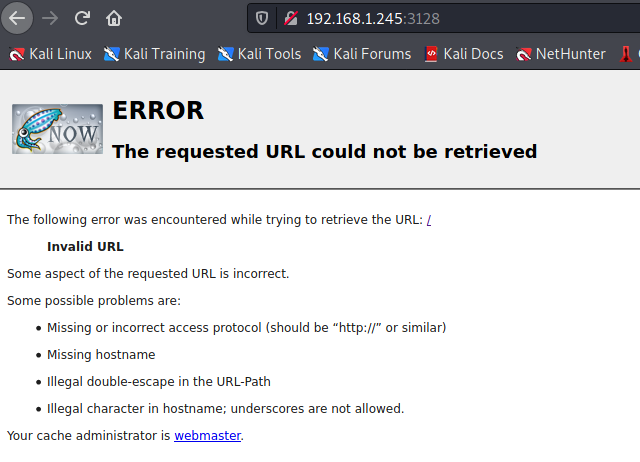 192.168.1.245:3128
Kali Linux Kali Training Kali Tools Kali Forums Kali Docs NetHunter
NOW
ERROR
The requested URL could not be retrieved
The following error was encountered while trying to retrieve the URL: /
Invalid URL
Some aspect of the requested URL is incorrect.
Some possible problems are:
• Missing or incorrect access protocol (should be “http://” or similar)
• Missing hostname
• Illegal double-escape in the URL-Path
• Illegal character in hostname; underscores are not allowed.
Your cache administrator is webmaster.